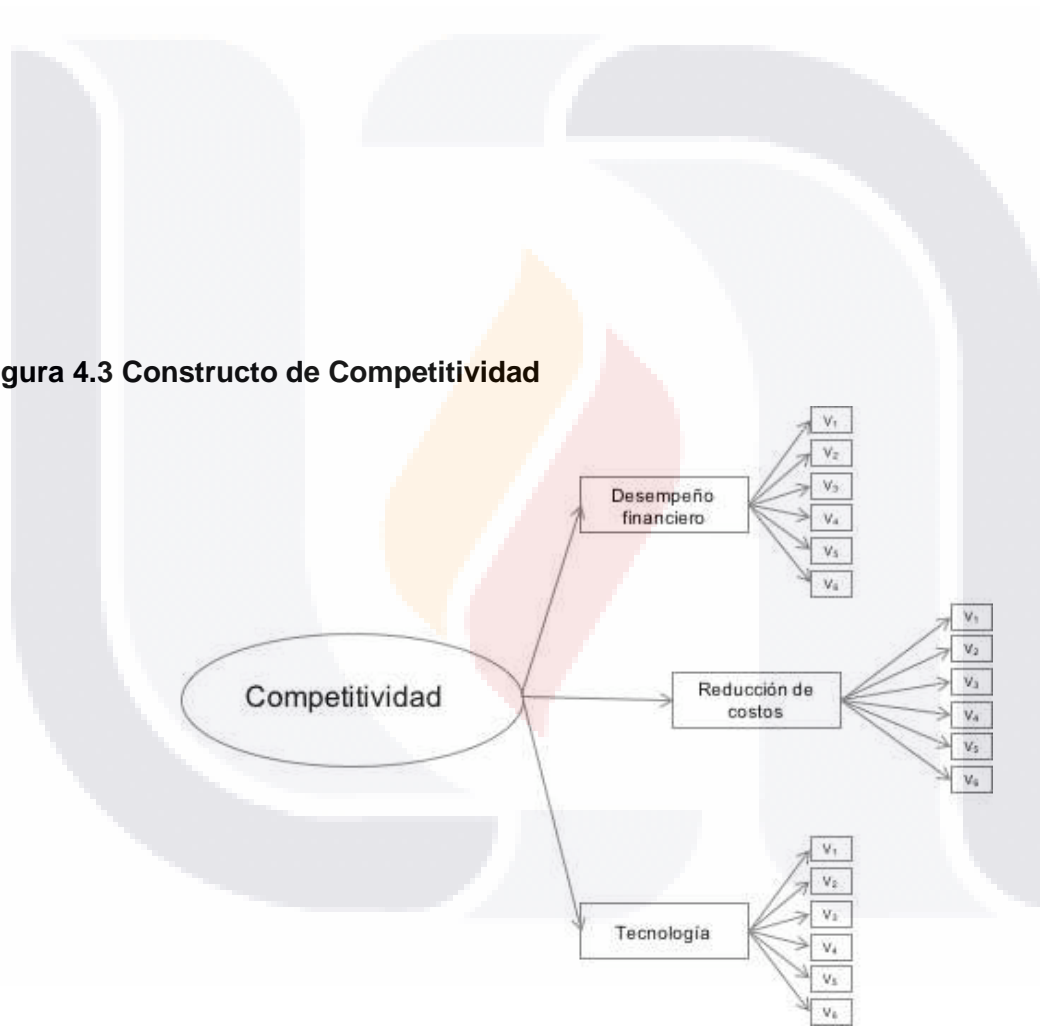 gura 4.3 Constructo de Competitividad
V₁
V₂
V₃
V₄
V₅
V₆
Desempeño
financiero
Competitividad
Reducción de
costos
V₁
V₂
V₃
V₄
V₅
V₆
Tecnología
V₁
V₂
V₃
V₄
V₅
V₆